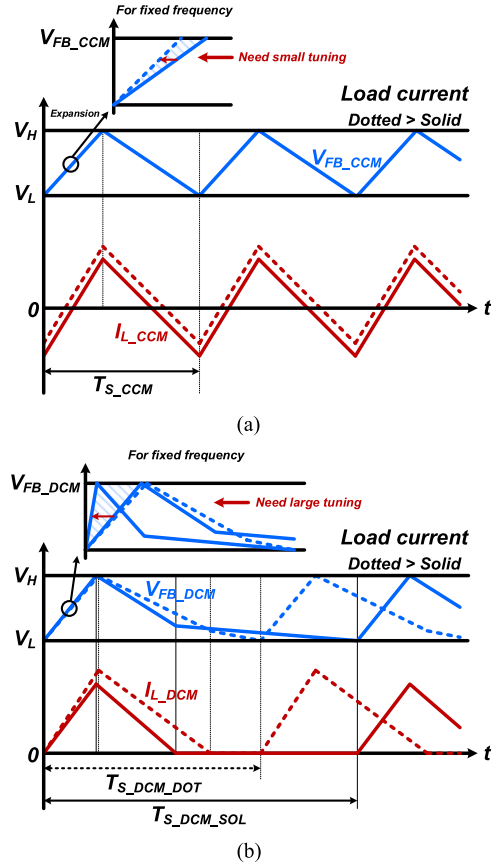 For fixed frequency
V_FB_CCM
Need small tuning
Expansion
Load current
Dotted > Solid
V_H
V_FB_CCM
V_L
0
t
I_L_CCM
T_S_CCM
(a)
For fixed frequency
V_FB_DCM
Need large tuning
Load current
Dotted > Solid
V_H
V_FB_DCM
V_L
I_L_DCM
0
t
T_S_DCM_DOT
T_S_DCM_SOL
(b)